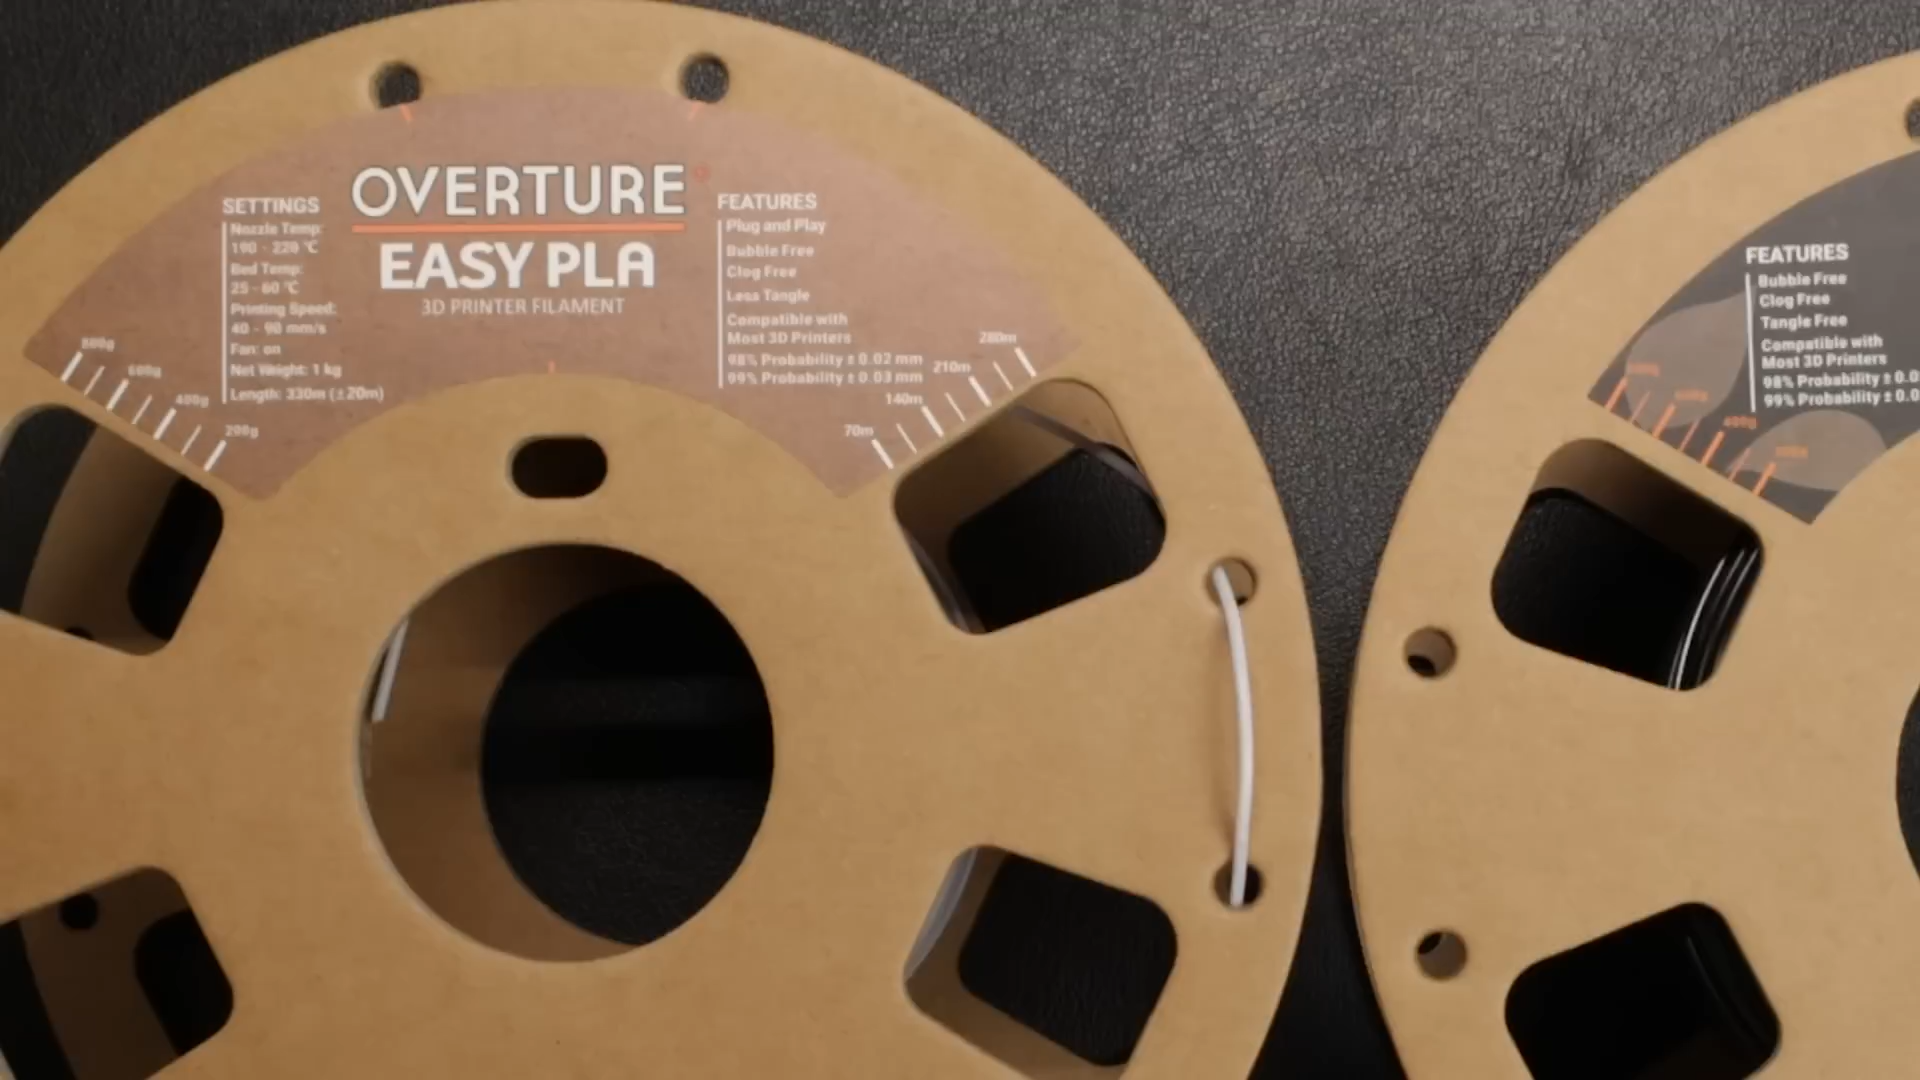 OVERTURE
EASY PLA
3D PRINTER FILAMENT
SETTINGS
Nozzle Temp:
190 - 220 ℃
Bed Temp:
25 - 60 ℃
Printing Speed:
40 - 90 mm/s
Fan: on
Net Weight: 1 kg
Length: 330m (±20m)
FEATURES
Plug and Play
Bubble Free
Clog Free
Less Tangle
Compatible with
Most 3D Printers
98% Probability ± 0.02 mm
99% Probability ± 0.03 mm
800g
600g
400g
200g
280m
210m
140m
70m
FEATURES
Bubble Free
Clog Free
Tangle Free
Compatible with
Most 3D Printers
98% Probability ± 0.0
99% Probability ± 0.0